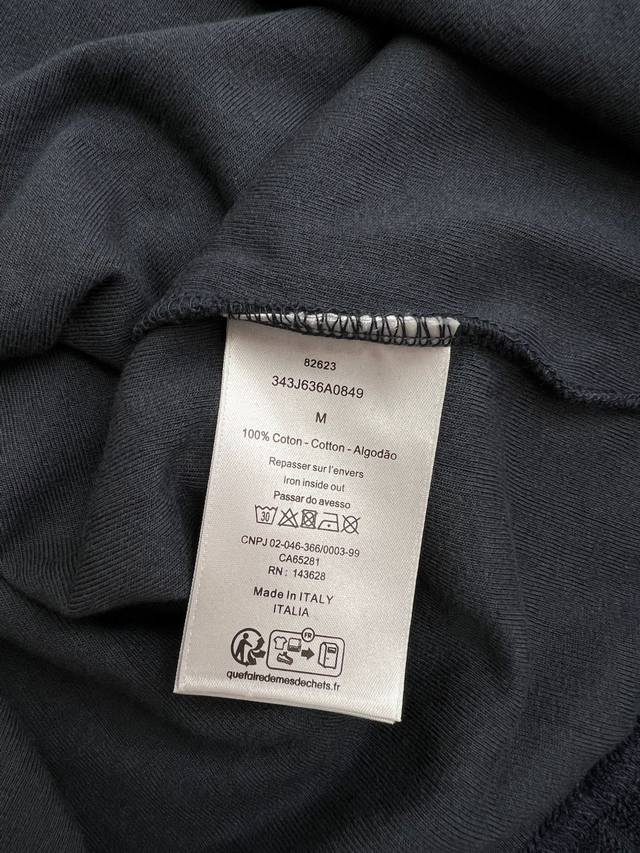 82623
343J636A0849
M
100% Coton - Cotton - Algodão
Repasser sur l'envers
Iron inside out
Passar do avesso
30
CNPJ 02-046-366/0003-99
CA65281
RN : 143628
Made in ITALY
ITALIA
FR
quefairedemesdechets.fr